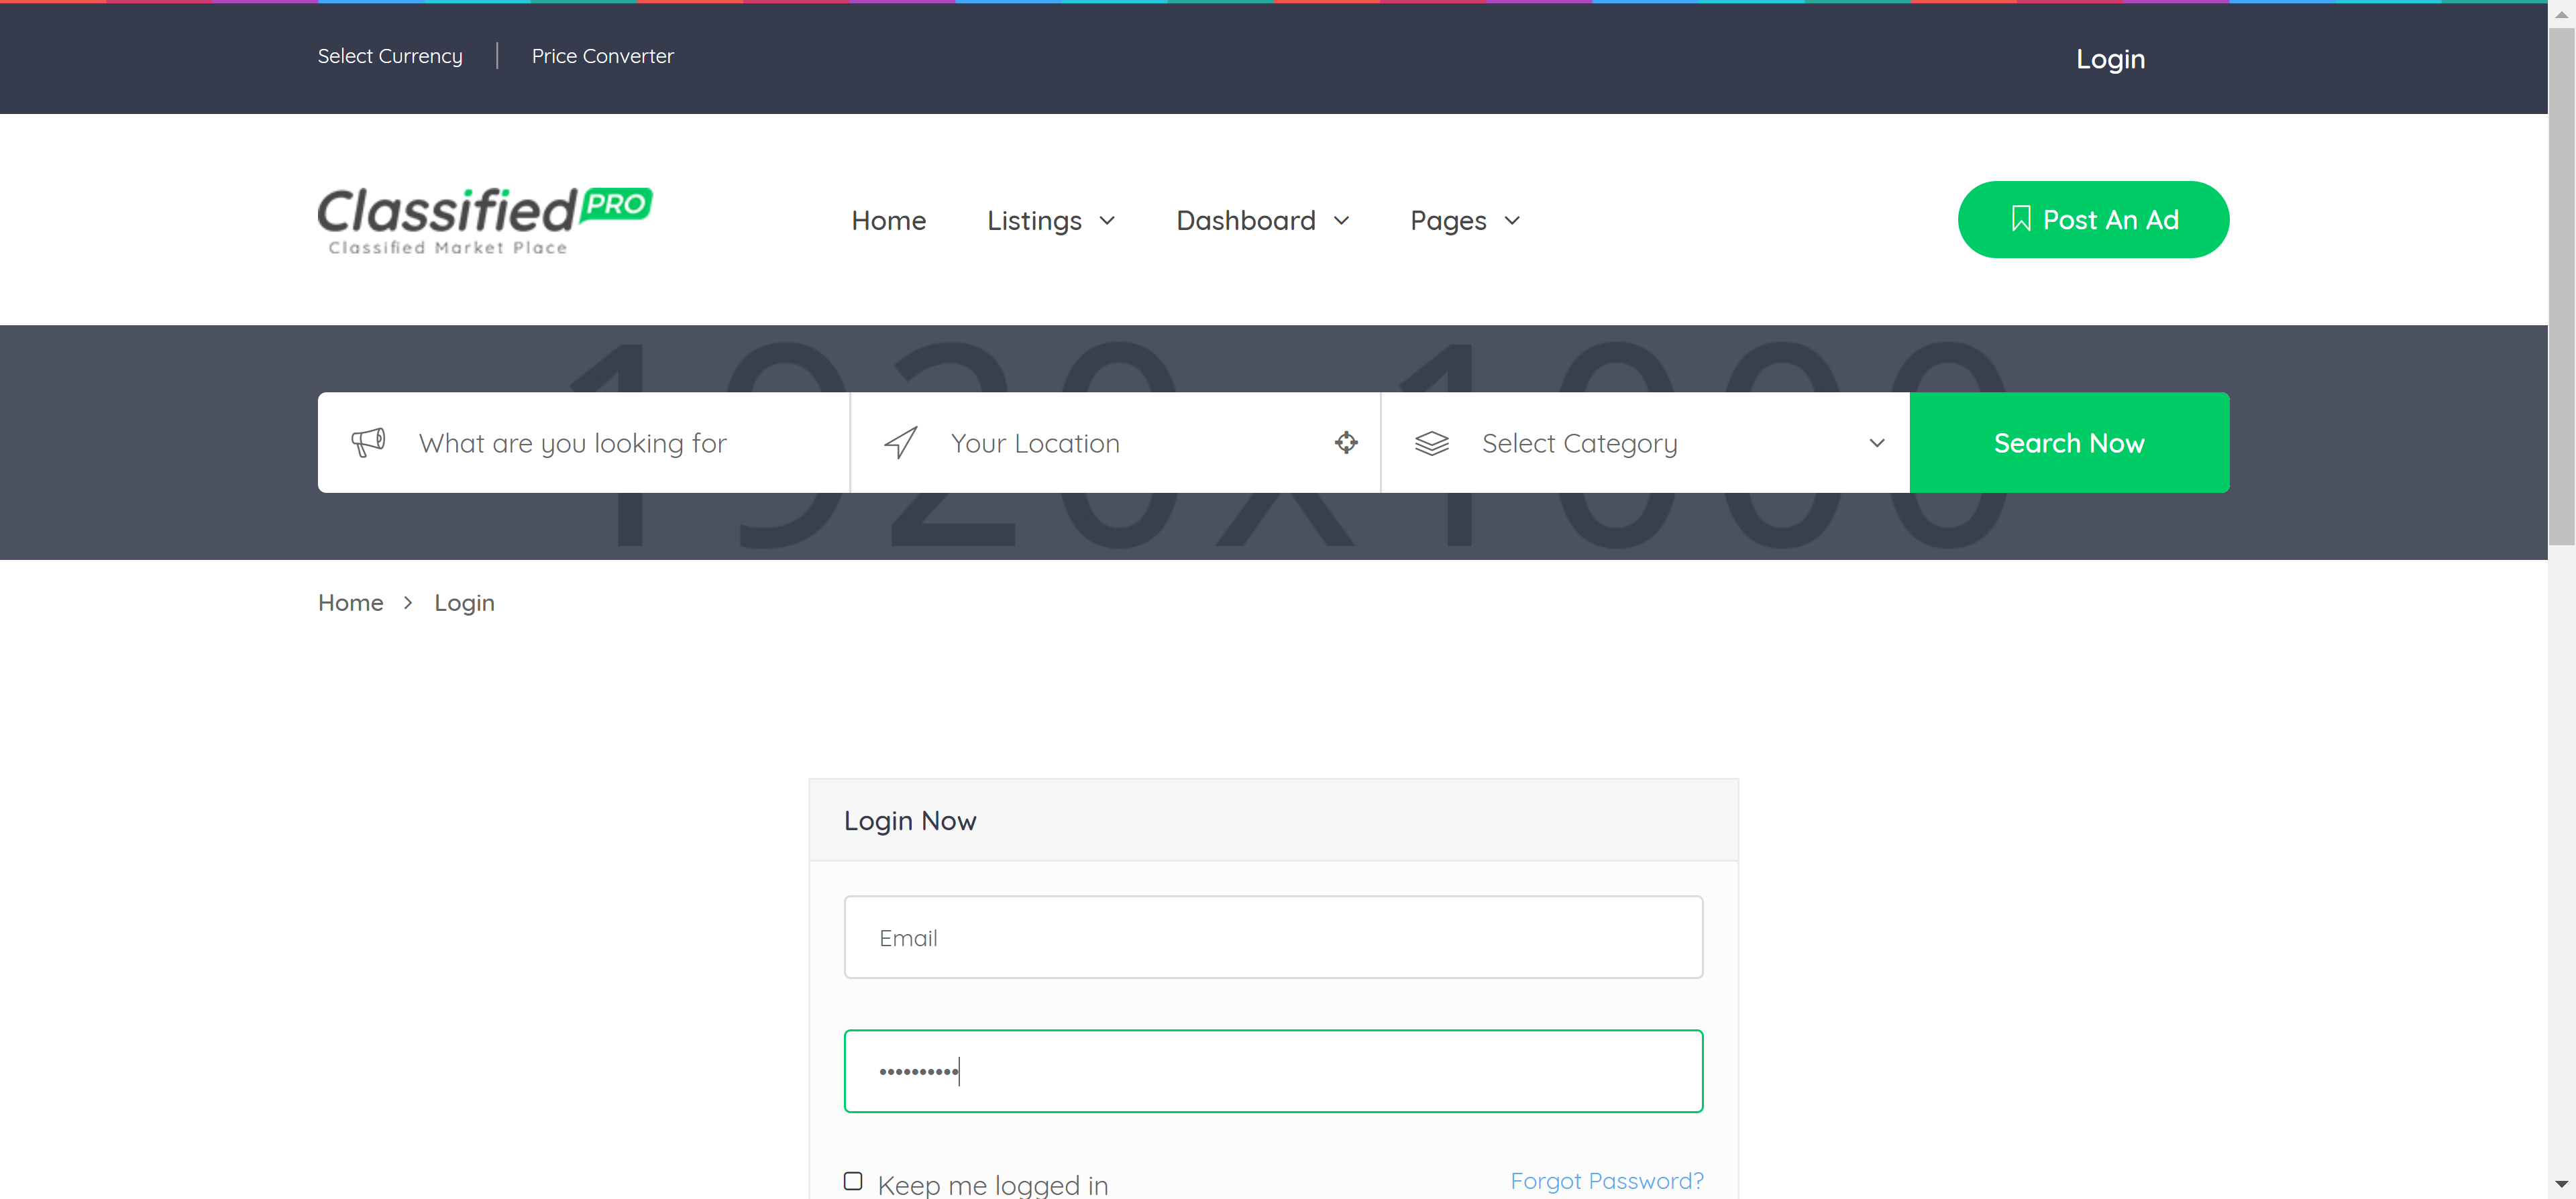 Select Currency
Price Converter
Login
Classified PRO
Classified Market Place
Home
Listings
Dashboard
Pages
Post An Ad
1920x1000
What are you looking for
Your Location
Select Category
Search Now
Home
Login
Login Now
Email
••••••••••
Keep me logged in
Forgot Password?